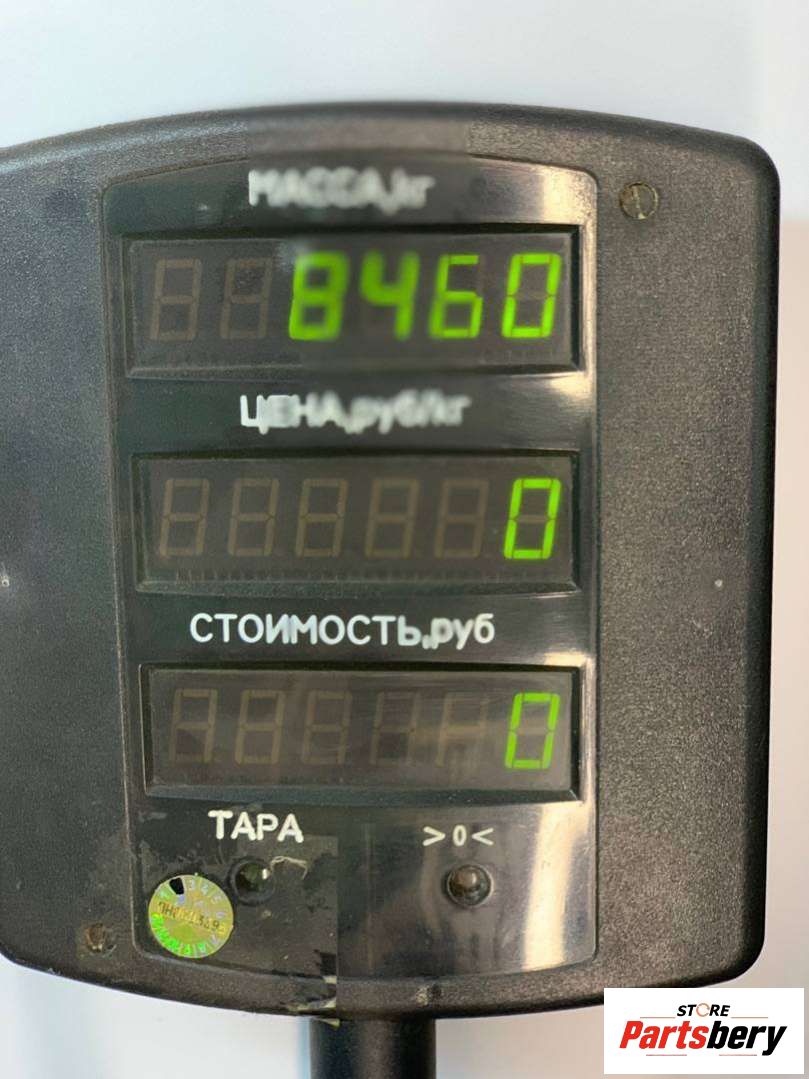 МАССА,кг
8460
ЦЕНА,руб/кг
0
СТОИМОСТЬ,руб
0
ТАРА
>0<
STORE
Partsbery